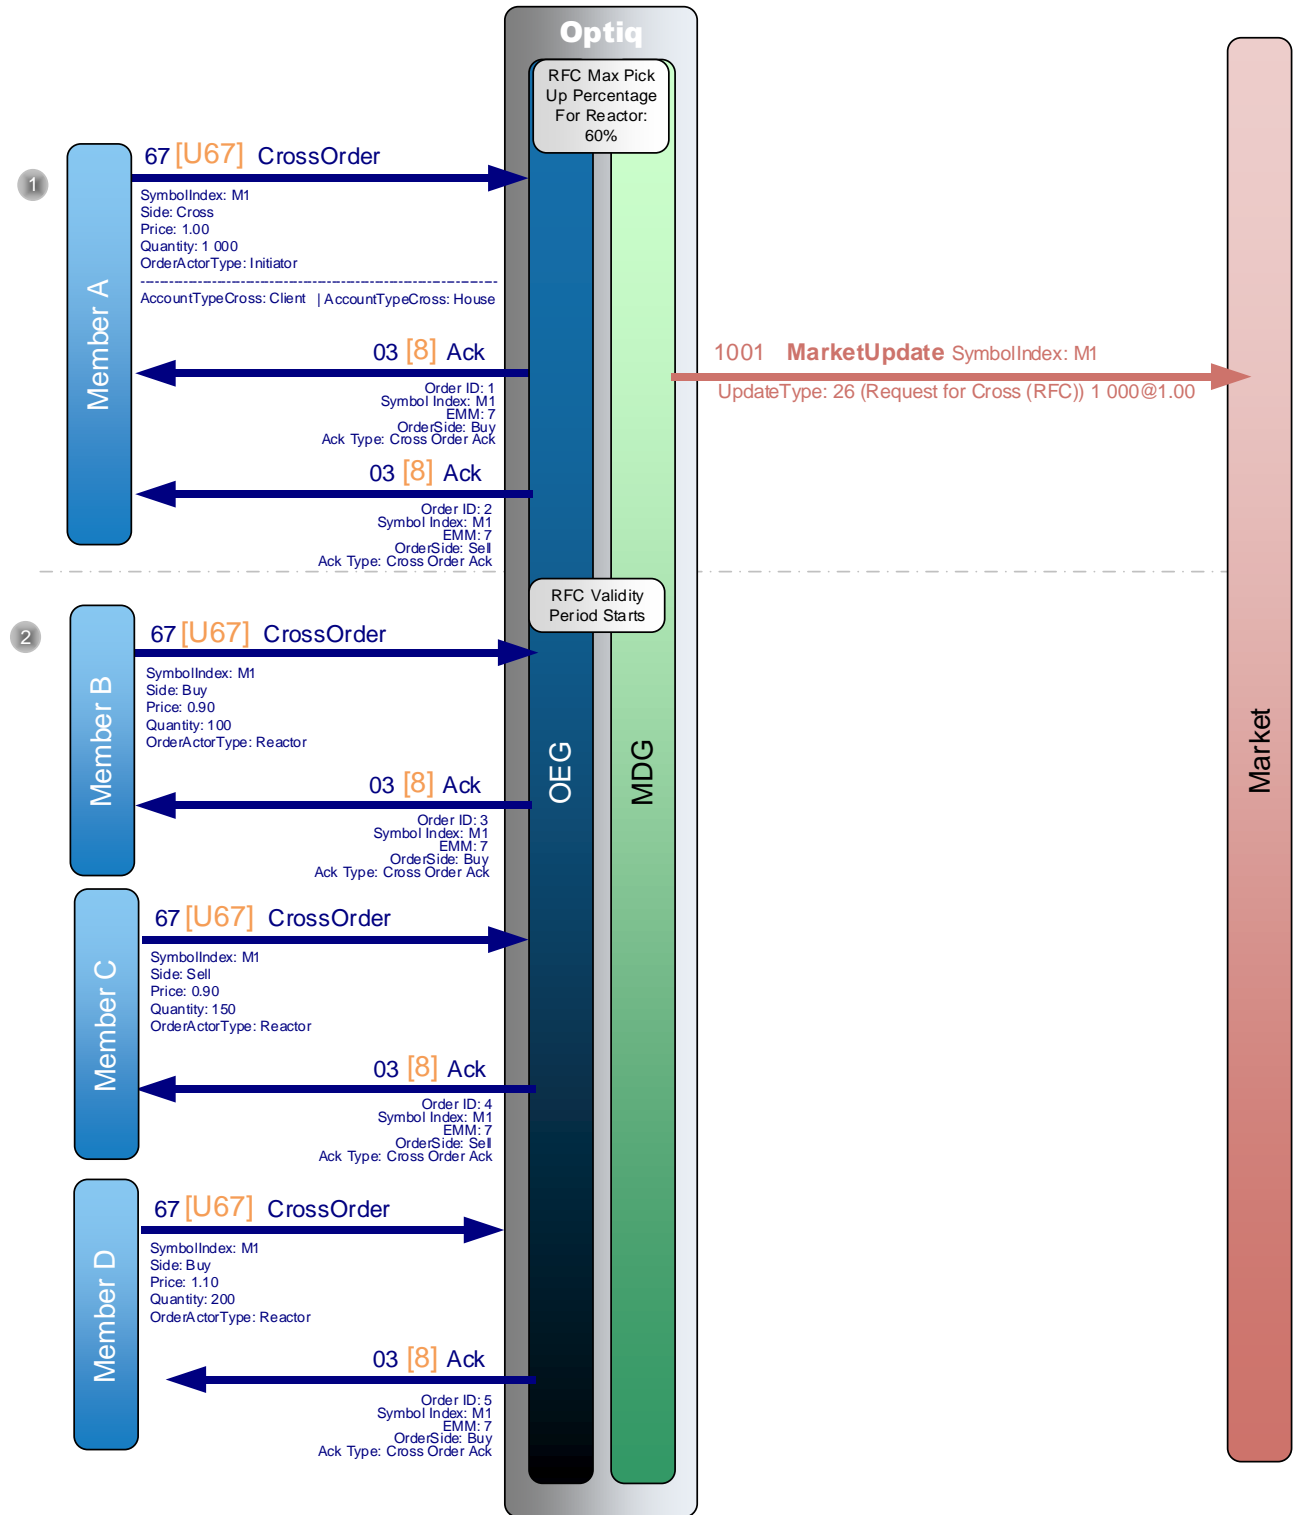 Optiq
RFC Max Pick
Up Percentage
For Reactor:
60%
1
Member A
67 [U67] CrossOrder
SymbolIndex: M1
Side: Cross
Price: 1.00
Quantity: 1 000
OrderActorType: Initiator
AccountTypeCross: Client | AccountTypeCross: House
03 [8] Ack
Order ID: 1
Symbol Index: M1
EMM: 7
OrderSide: Buy
Ack Type: Cross Order Ack
1001 MarketUpdate SymbolIndex: M1
UpdateType: 26 (Request for Cross (RFC)) 1 000@1.00
03 [8] Ack
Order ID: 2
Symbol Index: M1
EMM: 7
OrderSide: Sell
Ack Type: Cross Order Ack
RFC Validity
Period Starts
2
Member B
67 [U67] CrossOrder
SymbolIndex: M1
Side: Buy
Price: 0.90
Quantity: 100
OrderActorType: Reactor
OEG
MDG
Market
03 [8] Ack
Order ID: 3
Symbol Index: M1
EMM: 7
OrderSide: Buy
Ack Type: Cross Order Ack
Member C
67 [U67] CrossOrder
SymbolIndex: M1
Side: Sell
Price: 0.90
Quantity: 150
OrderActorType: Reactor
03 [8] Ack
Order ID: 4
Symbol Index: M1
EMM: 7
OrderSide: Sell
Ack Type: Cross Order Ack
Member D
67 [U67] CrossOrder
SymbolIndex: M1
Side: Buy
Price: 1.10
Quantity: 200
OrderActorType: Reactor
03 [8] Ack
Order ID: 5
Symbol Index: M1
EMM: 7
OrderSide: Buy
Ack Type: Cross Order Ack